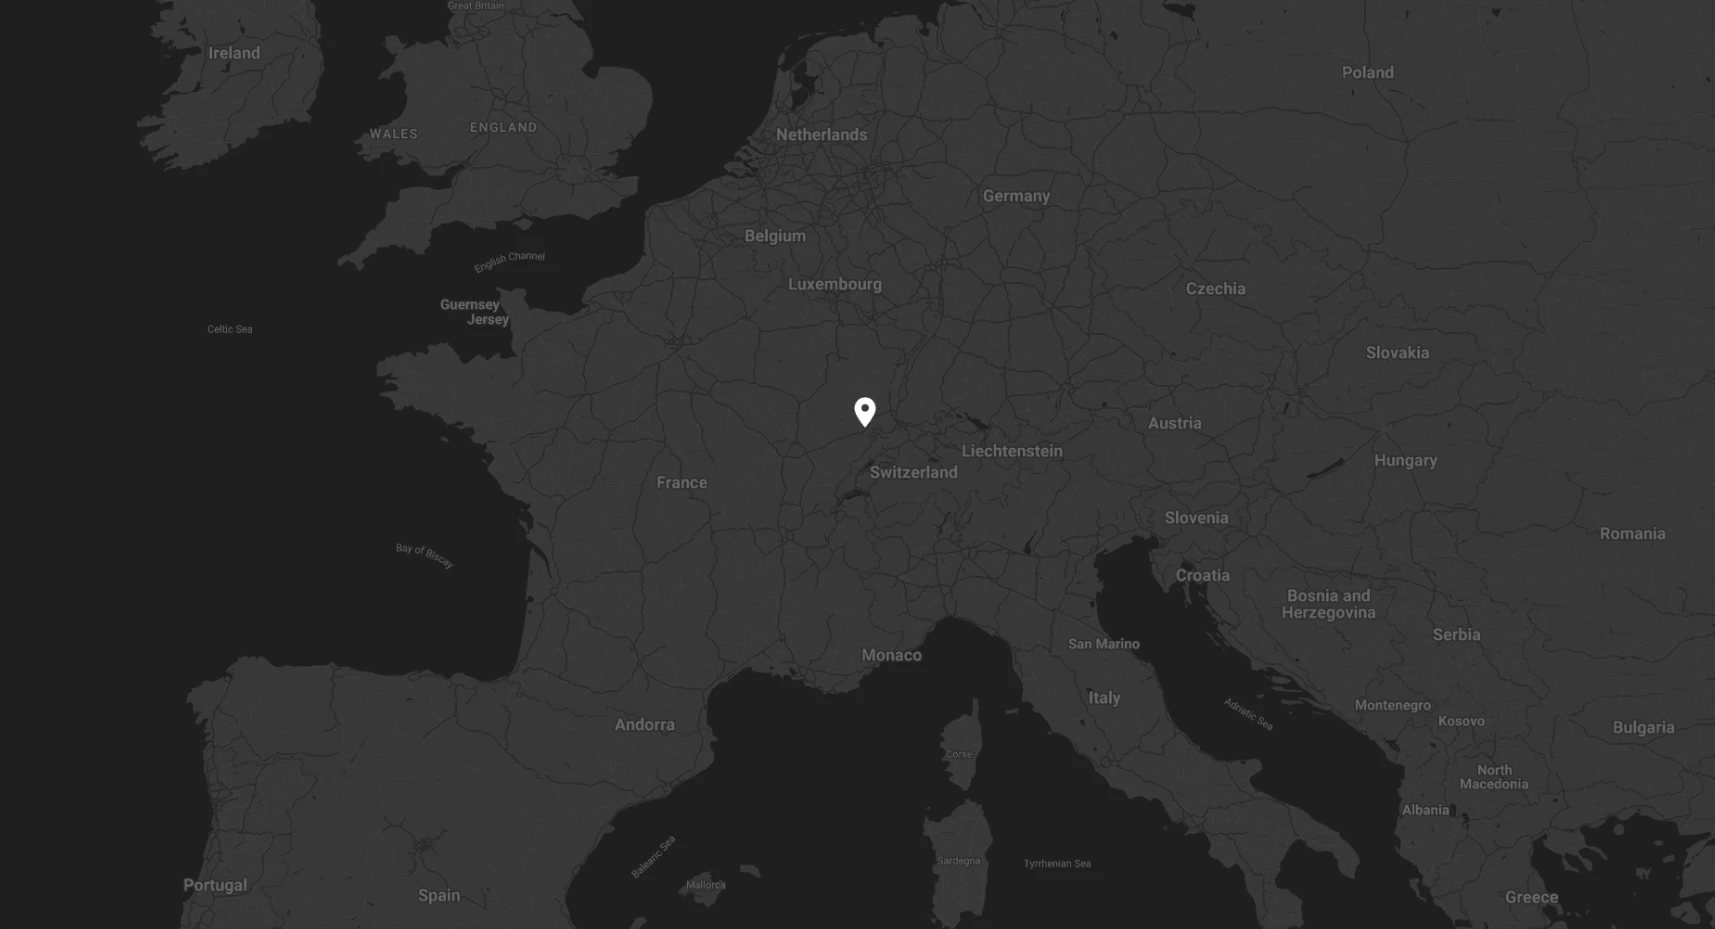 Great Britain
Ireland
Poland
WALES
ENGLAND
Netherlands
Germany
Belgium
English Channel
Luxembourg
Czechia
Guernsey
Jersey
Celtic Sea
Slovakia
Austria
Liechtenstein
Hungary
Switzerland
France
Slovenia
Romania
Bay of Biscay
Croatia
Bosnia and
Herzegovina
Serbia
San Marino
Monaco
Italy
Montenegro
Adriatic Sea
Kosovo
Andorra
Bulgaria
Corse
North
Macedonia
Albania
Balearic Sea
Sardegna
Tyrrhenian Sea
Portugal
Mallorca
Spain
Greece